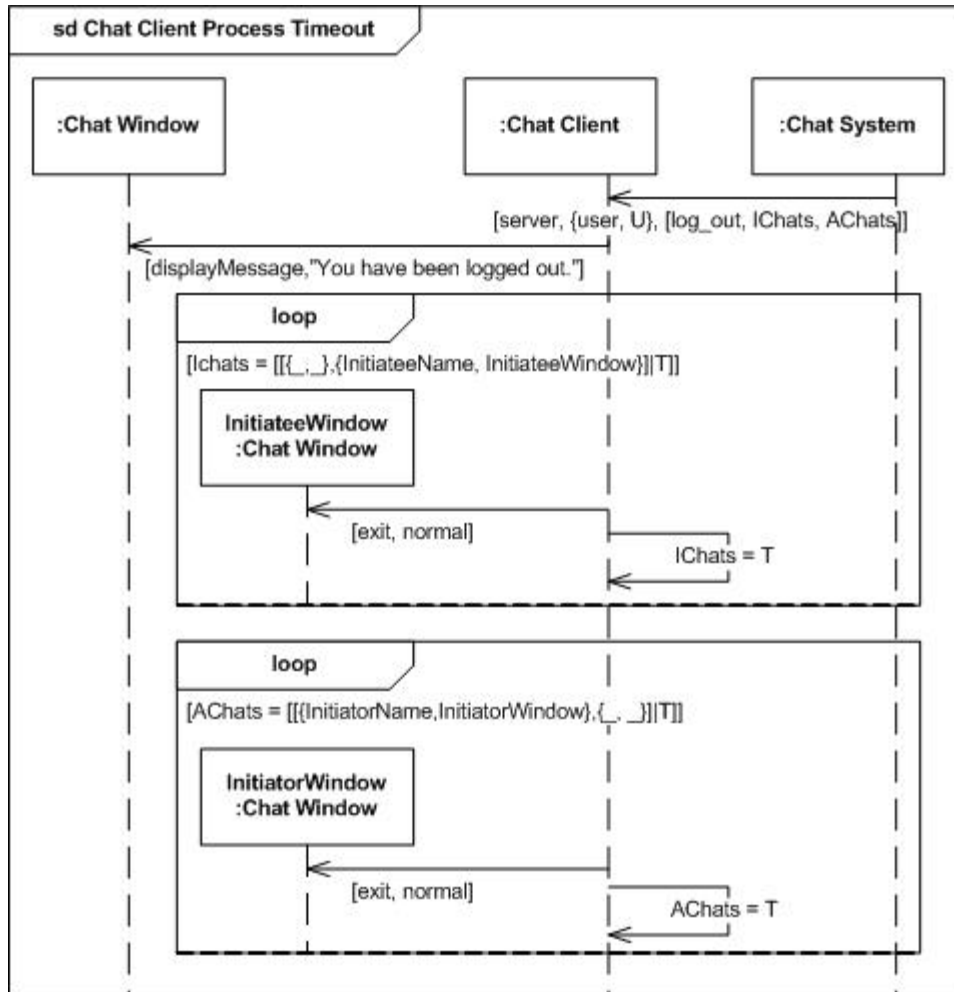 sd Chat Client Process Timeout
:Chat Window
:Chat Client
:Chat System
[server, {user, U}, [log_out, IChats, AChats]]
[displayMessage,"You have been logged out."]
loop
[Ichats = [[{_,_},{InitiateeName, InitiateeWindow}]|T]]
InitiateeWindow
:Chat Window
[exit, normal]
IChats = T
loop
[AChats = [[{InitiatorName,InitiatorWindow},{_, _}]|T]]
InitiatorWindow
:Chat Window
[exit, normal]
AChats = T